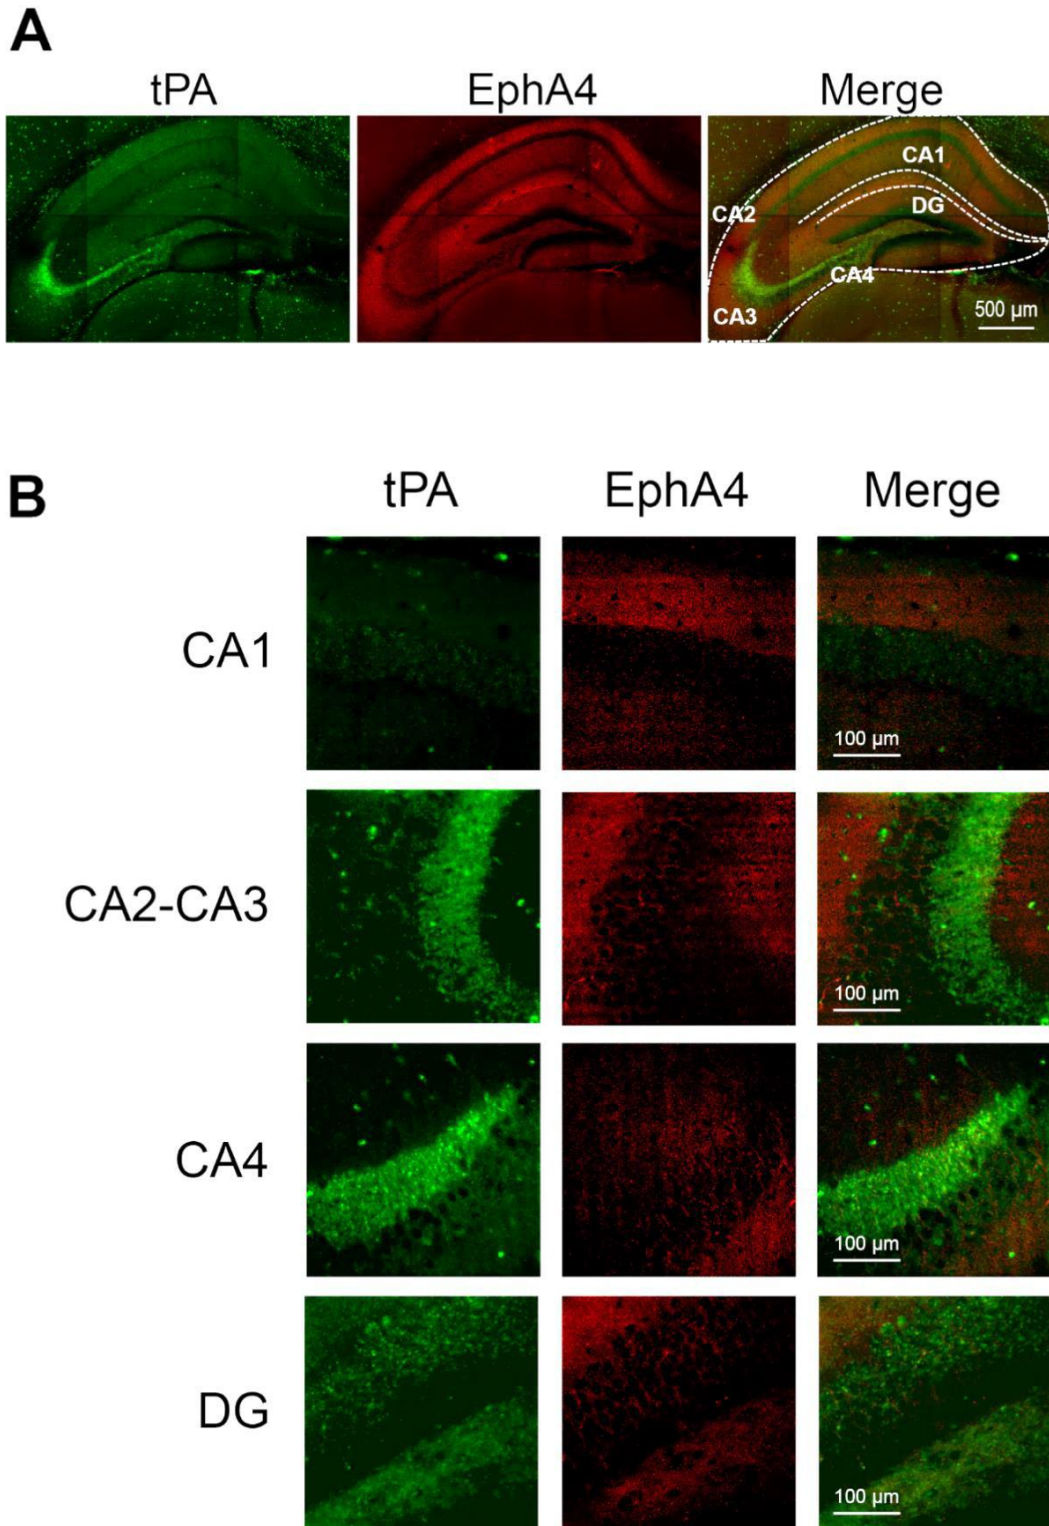 A
tPA EphA4 Merge
CA1
CA2 DG
CA4
CA3 500 µm
B
tPA EphA4 Merge
CA1
100 µm
CA2-CA3
100 µm
CA4
100 µm
DG
100 µm